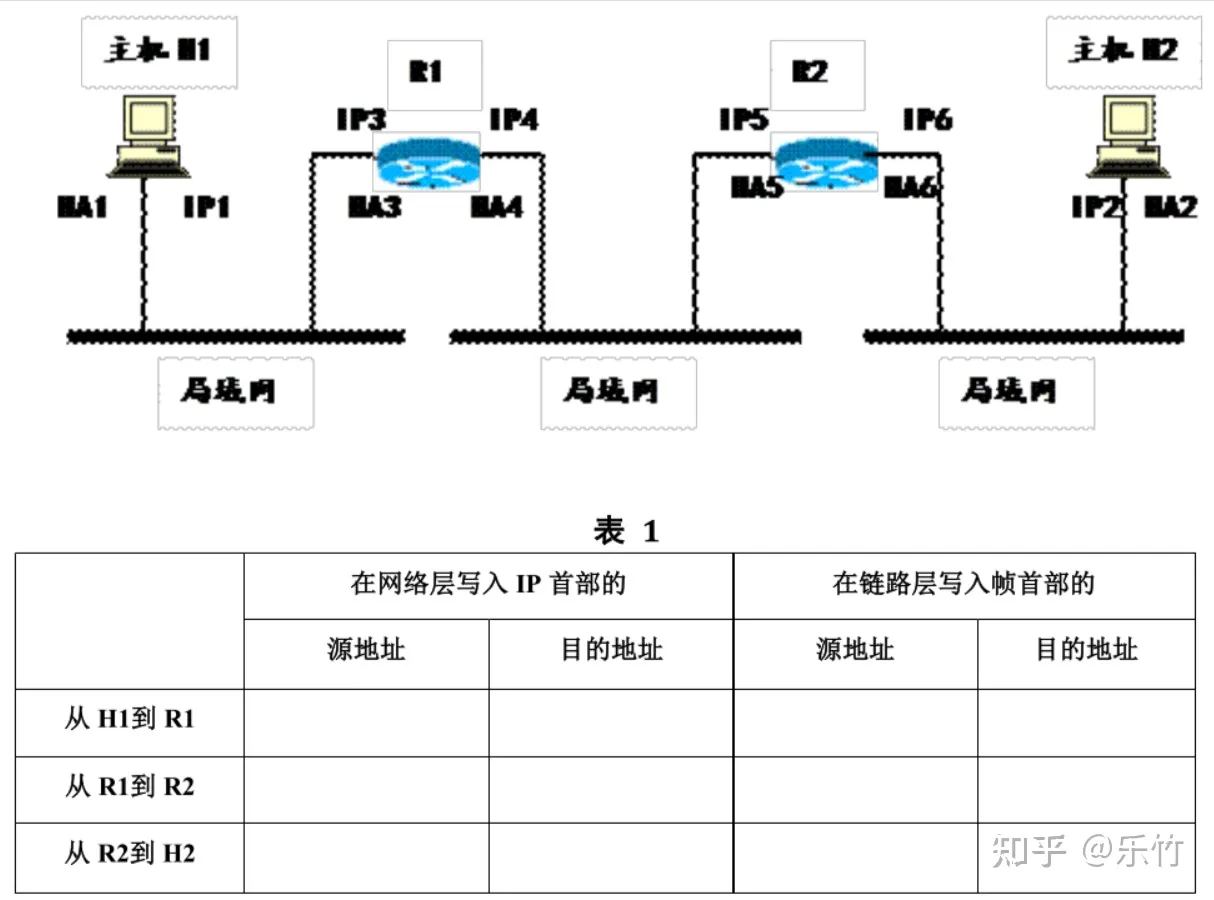 主机 H1
主机 H2
R1
R2
IP3
IP4
IP5
IP6
HA1
IP1
HA3
HA4
HA5
HA6
IP2
HA2
局域网
局域网
局域网
表 1
在网络层写入 IP 首部的
在链路层写入帧首部的
源地址
目的地址
源地址
目的地址
从 H1到 R1
从 R1到 R2
从 R2到 H2
知乎 @乐竹